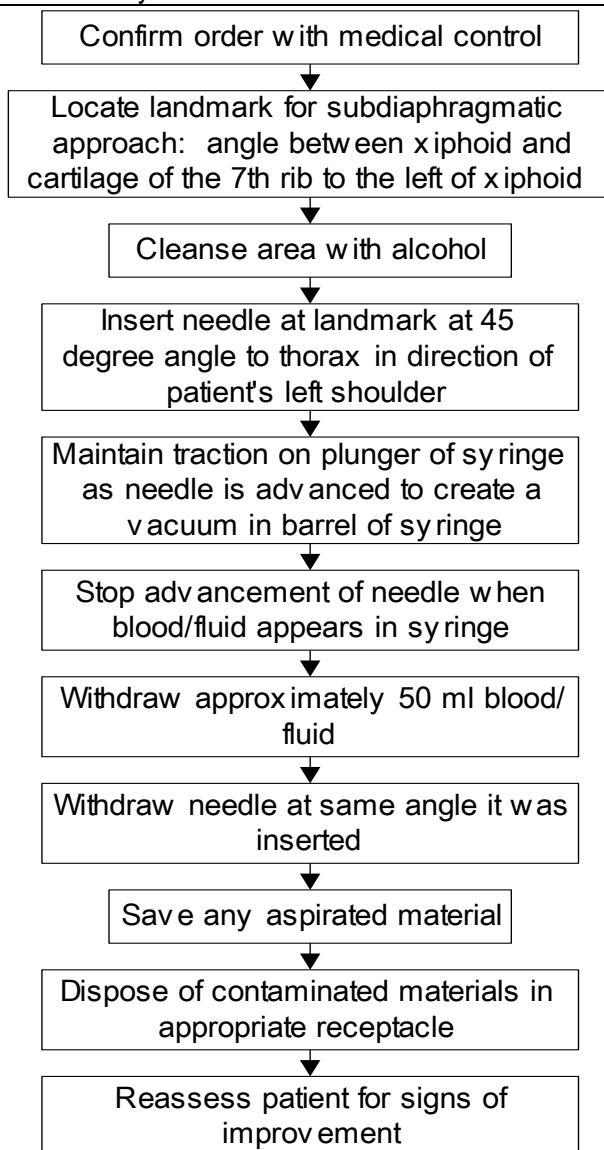 Confirm order with medical control
Locate landmark for subdiaphragmatic
approach: angle between xiphoid and
cartilage of the 7th rib to the left of xiphoid
Cleanse area with alcohol
Insert needle at landmark at 45
degree angle to thorax in direction of
patient's left shoulder
Maintain traction on plunger of syringe
as needle is advanced to create a
vacuum in barrel of syringe
Stop advancement of needle when
blood/fluid appears in syringe
Withdraw approximately 50 ml blood/
fluid
Withdraw needle at same angle it was
inserted
Save any aspirated material
Dispose of contaminated materials in
appropriate receptacle
Reassess patient for signs of
improvement